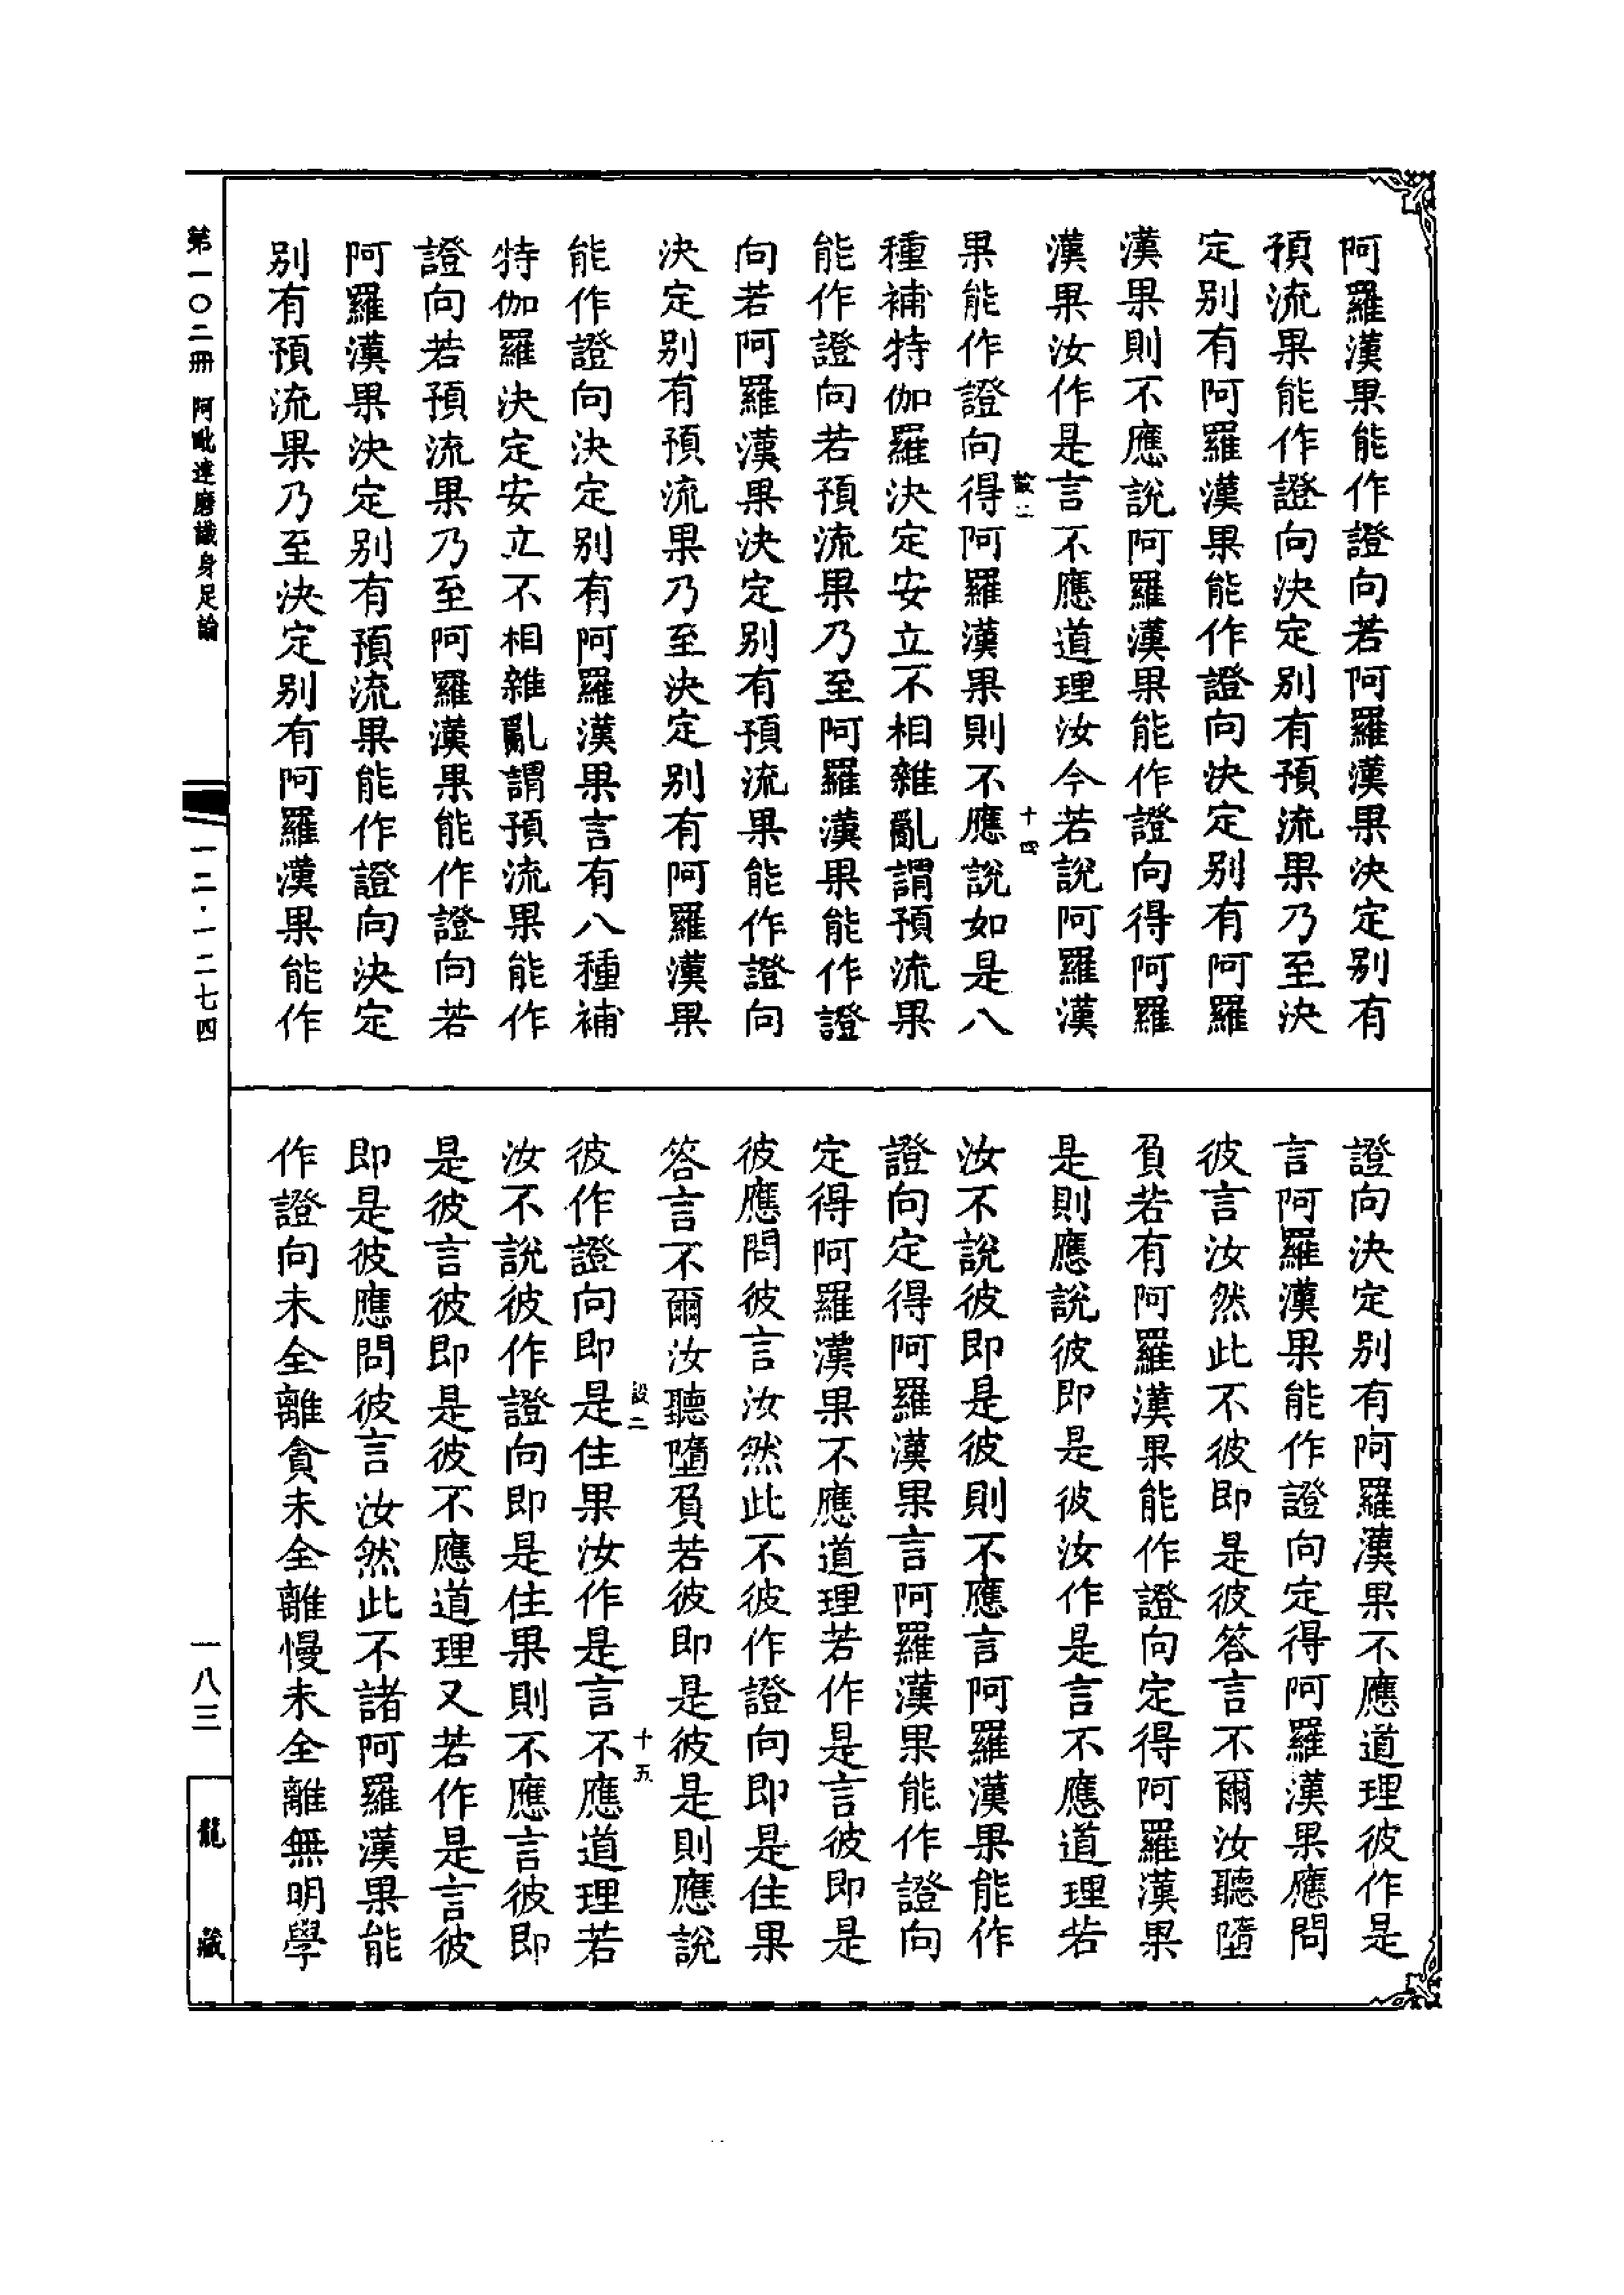 阿羅漢果能作證向若阿羅漢果決定别有
預流果能作證向決定别有預流果乃至決
定别有阿羅漢果能作證向決定别有阿羅
漢果則不應說阿羅漢果能作證向得阿羅
漢果汝作是言不應道理汝今若說阿羅漢
十四
果能作證向得阿羅漢果則不應說如是八
種補特伽羅決定安立不相雜亂謂預流果
能作證向若預流果乃至阿羅漢果能作證
向若阿羅漢果決定别有預流果能作證向
決定别有預流果乃至決定别有阿羅漢果
能作證向決定别有阿羅漢果言有八種補
特伽羅決定安立不相雜亂謂預流果能作
證向若預流果乃至阿羅漢果能作證向若
阿羅漢果決定别有預流果能作證向決定
别有預流果乃至決定别有阿羅漢果能作
證向決定别有阿羅漢果不應道理彼作是
言阿羅漢果能作證向定得阿羅漢果應問
彼言汝然此不彼即是彼答言不爾汝聽墮
負若有阿羅漢果能作證向定得阿羅漢果
是則應說彼即是彼汝作是言不應道理若
汝不說彼即是彼則不應言阿羅漢果能作
證向定得阿羅漢果言阿羅漢果能作證向
定得阿羅漢果不應道理若作是言彼即是
彼應問彼言汝然此不彼作證向即是住果
答言不爾汝聽墮負若彼即是彼是則應說
設二 十五
彼作證向即是住果汝作是言不應道理若
汝不說彼作證向即是住果則不應言彼即
是彼言彼即是彼不應道理又若作是言彼
即是彼應問彼言汝然此不諸阿羅漢果能
作證向未全離貪未全離慢未全離無明學
第一〇二冊 阿毗達磨識身足論
一二·一二七四
一八三
龍藏